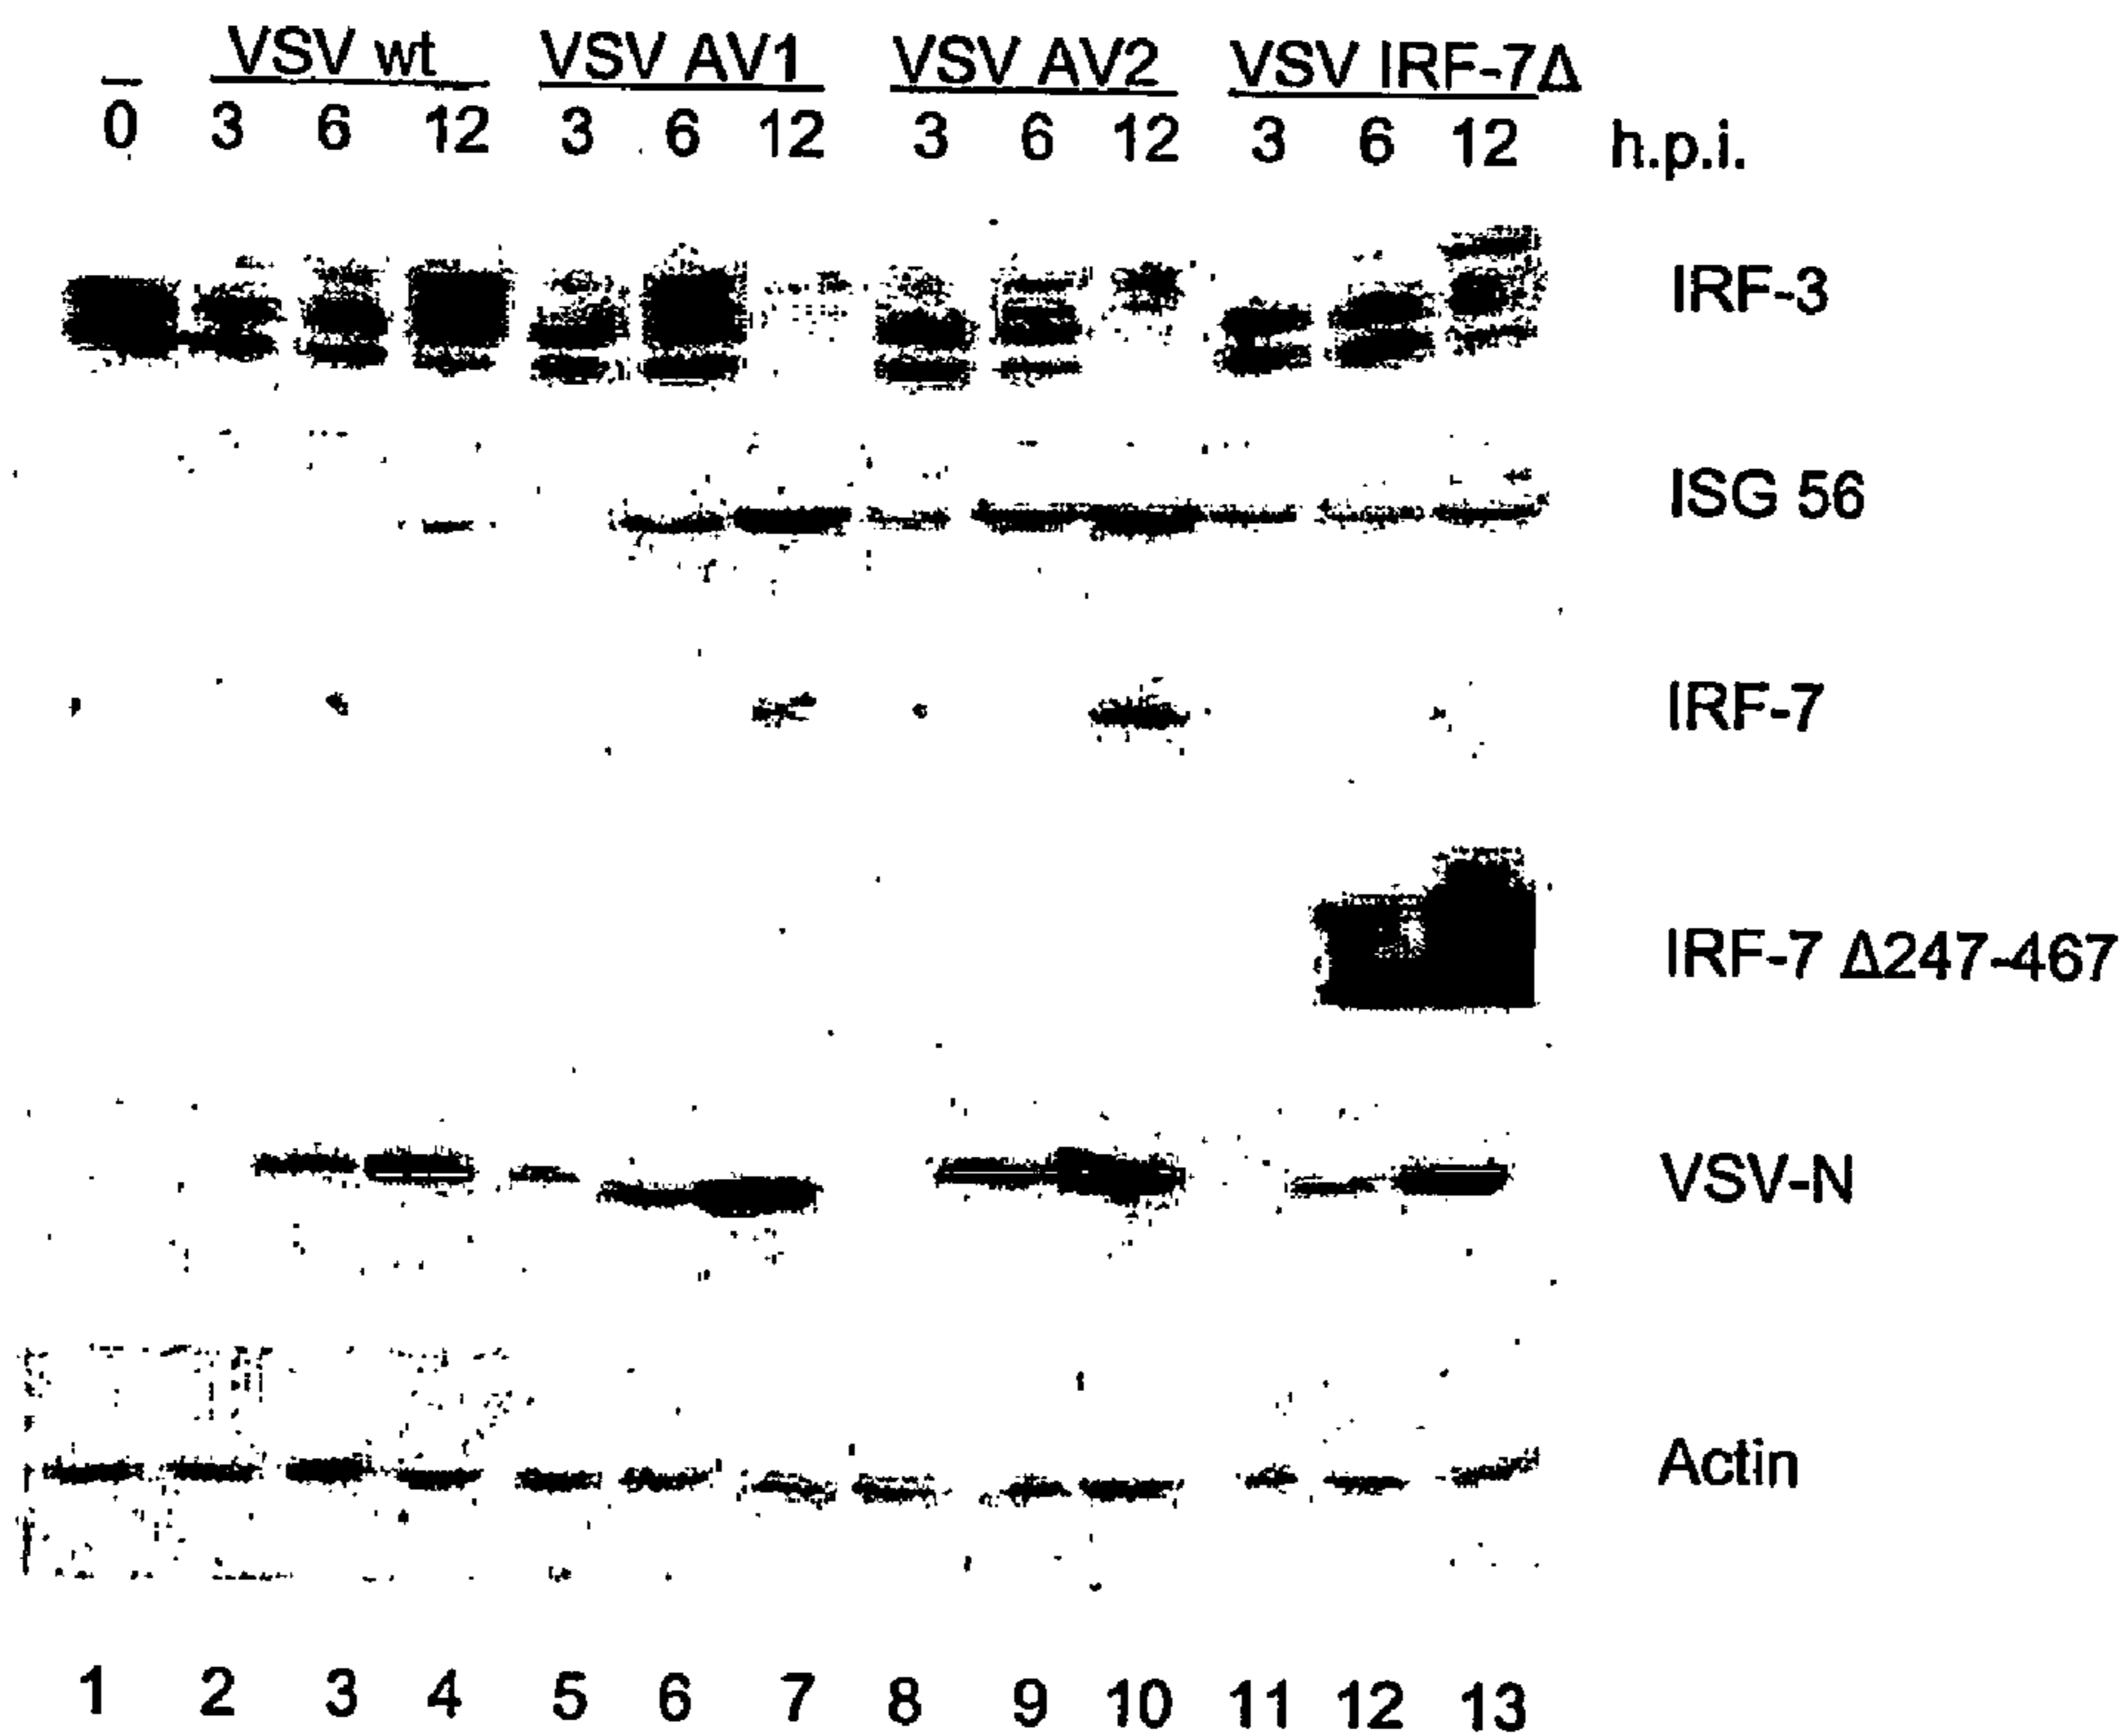 VSV wt VSV AV1 VSV AV2 VSV IRF-7Δ
0 3 6 12 3 6 12 3 6 12 3 6 12 h.p.i.
IRF-3
ISG 56
IRF-7
IRF-7 Δ247-467
VSV-N
Actin
1 2 3 4 5 6 7 8 9 10 11 12 13